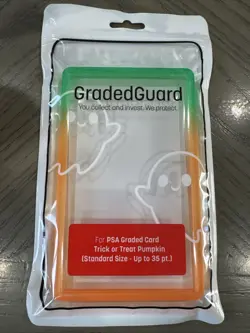 GradedGuard
You collect and invest. We protect.
For PSA Graded Card
Trick or Treat Pumpkin
(Standard Size - Up to 35 pt.)